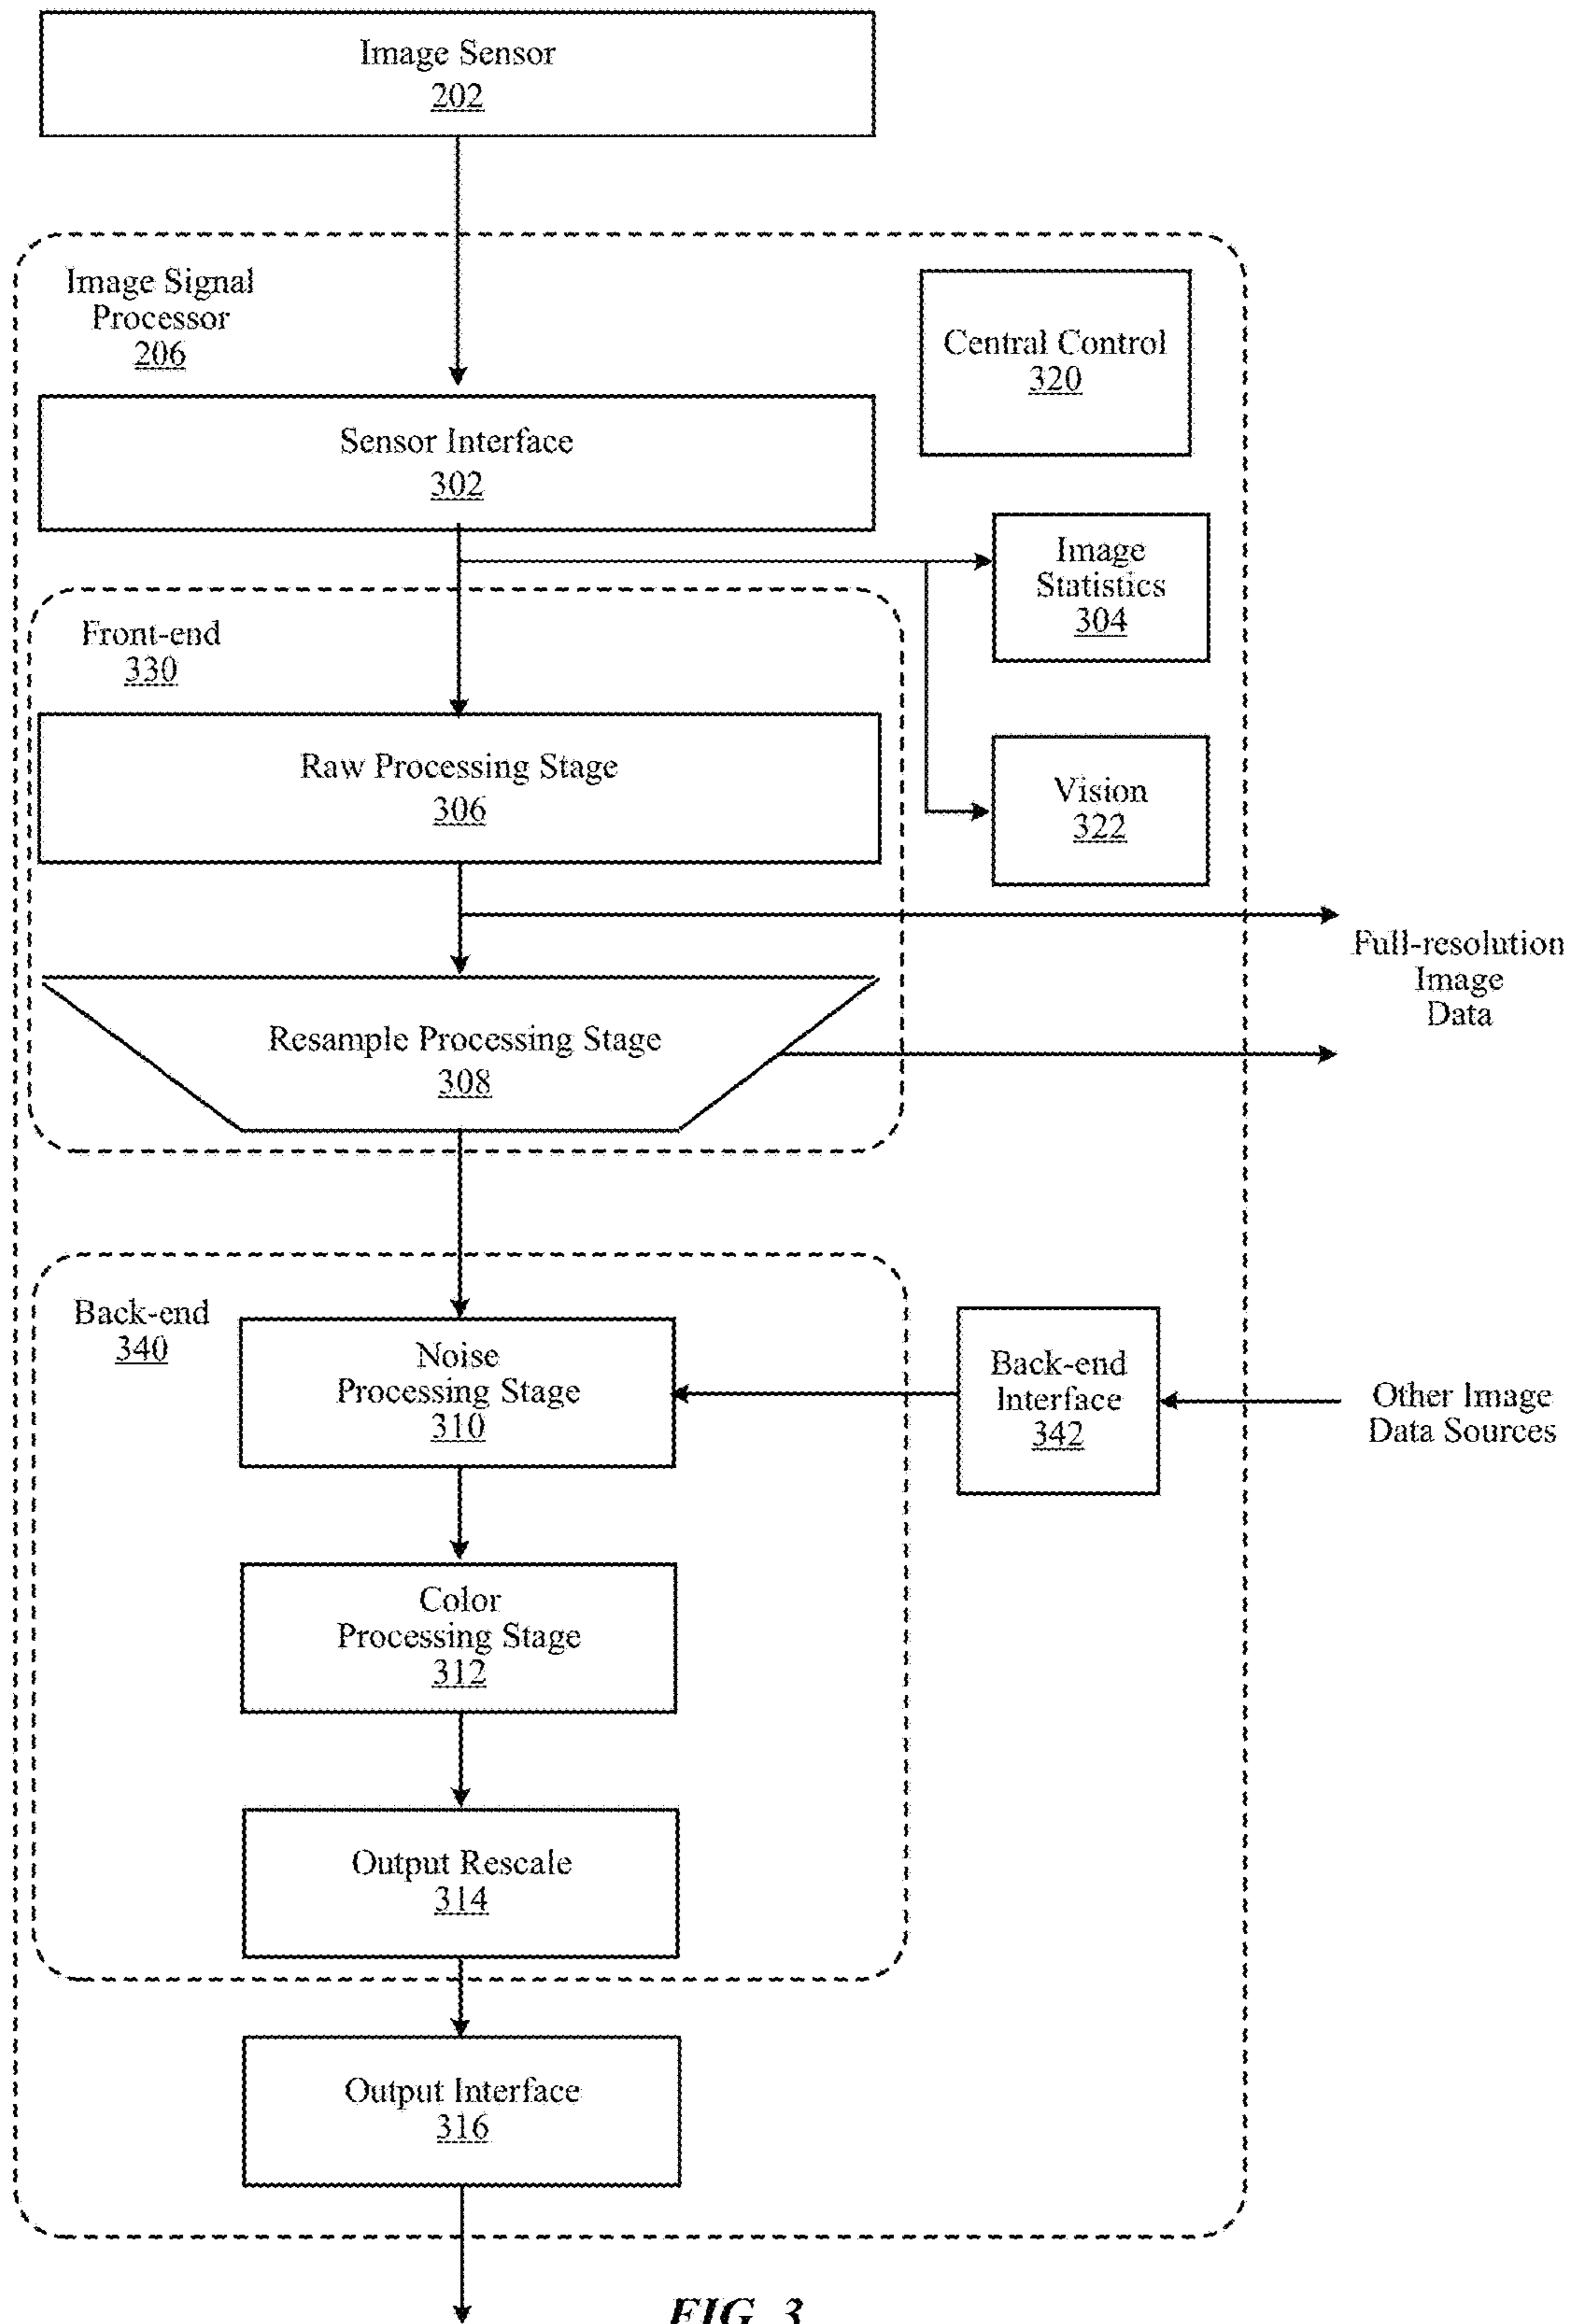 Image Sensor
202
Image Signal
Processor
206
Central Control
320
Sensor Interface
302
Image
Statistics
304
Front-end
330
Raw Processing Stage
306
Vision
322
Full-resolution
Image
Data
Resample Processing Stage
308
Back-end
340
Noise
Processing Stage
310
Back-end
Interface
342
Other Image
Data Sources
Color
Processing Stage
312
Output Rescale
314
Output Interface
316
FIG. 3